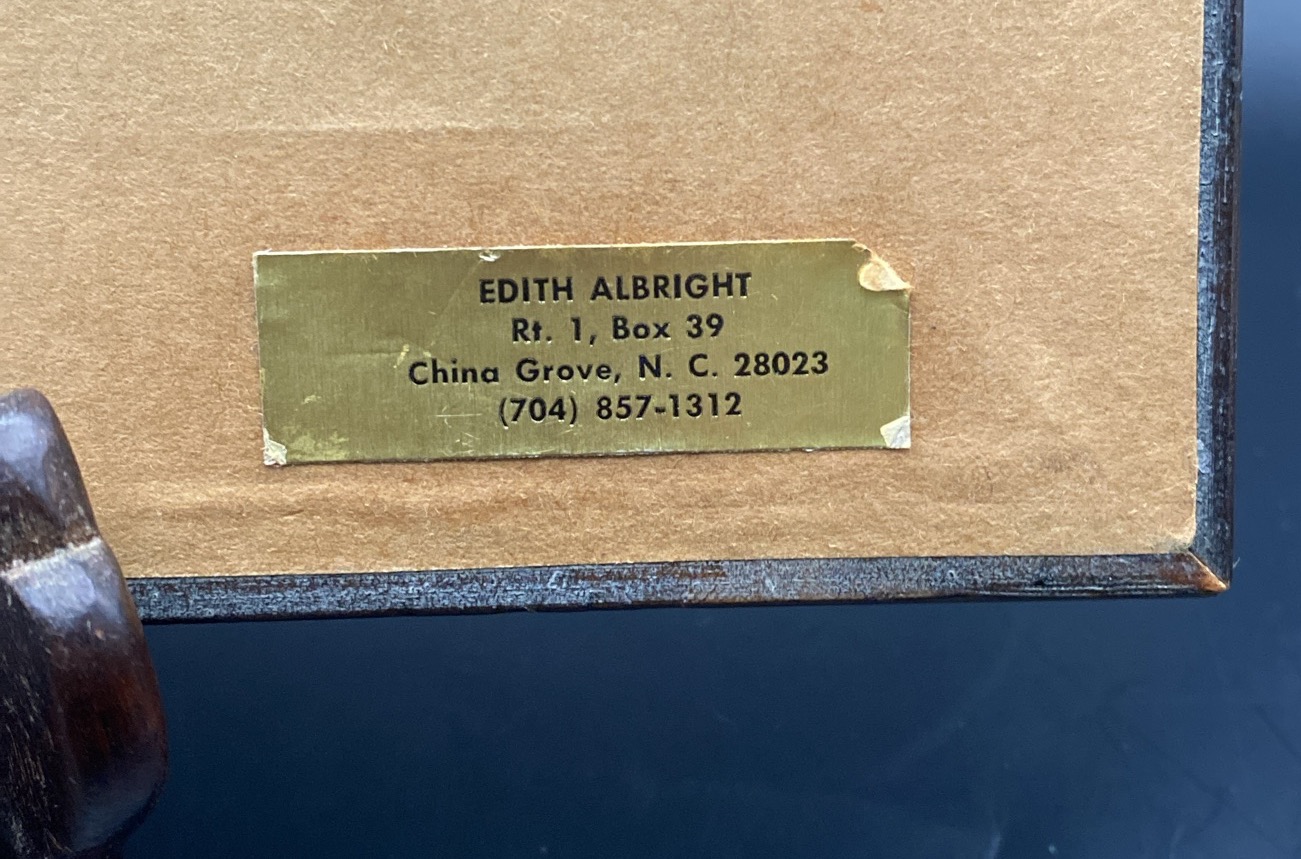 EDITH ALBRIGHT
Rt. 1, Box 39
China Grove, N. C. 28023
(704) 857-1312